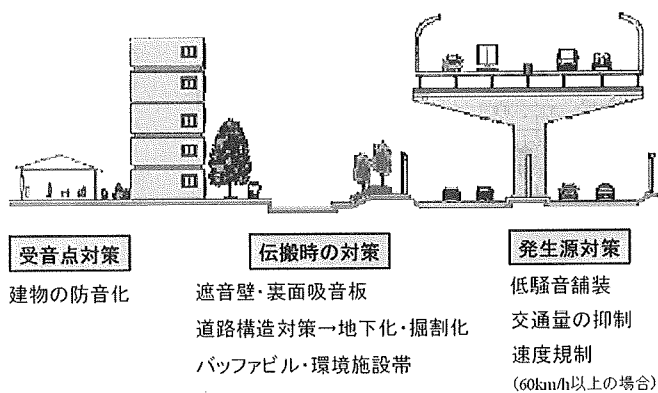 受音点対策
建物の防音化
伝搬時の対策
遮音壁・裏面吸音板
道路構造対策→地下化・掘割化
バッファビル・環境施設帯
発生源対策
低騒音舗装
交通量の抑制
速度規制
(60km/h以上の場合)